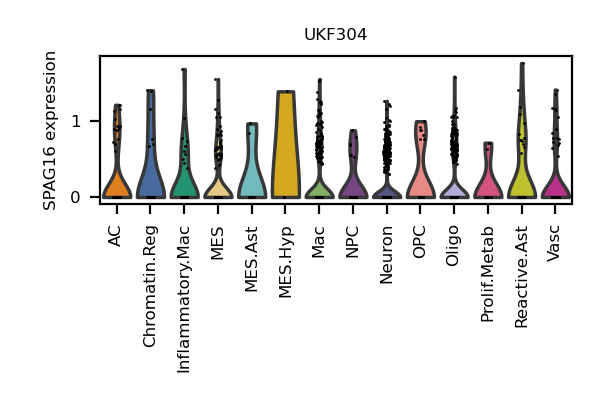 UKF304
SPAG16 expression
1
0
AC
Chromatin.Reg
Inflammatory.Mac
MES
MES.Ast
MES.Hyp
Mac
NPC
Neuron
OPC
Oligo
Prolif.Metab
Reactive.Ast
Vasc